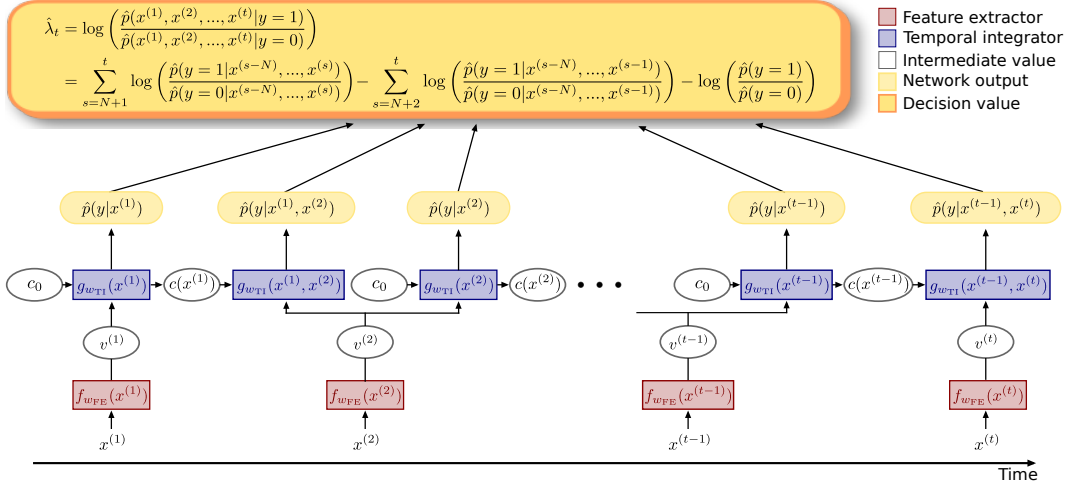 λ̂_t = log ( p̂(x^(1), x^(2), ..., x^(t)|y = 1) / p̂(x^(1), x^(2), ..., x^(t)|y = 0) )
= ∑_{s=N+1}^{t} log ( p̂(y = 1|x^(s−N), ..., x^(s)) / p̂(y = 0|x^(s−N), ..., x^(s)) ) − ∑_{s=N+2}^{t} log ( p̂(y = 1|x^(s−N), ..., x^(s−1)) / p̂(y = 0|x^(s−N), ..., x^(s−1)) ) − log ( p̂(y = 1) / p̂(y = 0) )
Feature extractor
Temporal integrator
Intermediate value
Network output
Decision value
p̂(y|x^(1)) p̂(y|x^(1), x^(2)) p̂(y|x^(2)) p̂(y|x^(t−1)) p̂(y|x^(t−1), x^(t))
c_0 g_{w_TI}(x^(1)) c(x^(1)) g_{w_TI}(x^(1), x^(2)) c_0 g_{w_TI}(x^(2)) c(x^(2)) • • • c_0 g_{w_TI}(x^(t−1)) c(x^(t−1)) g_{w_TI}(x^(t−1), x^(t))
v^(1) v^(2) v^(t−1) v^(t)
f_{w_FE}(x^(1)) f_{w_FE}(x^(2)) f_{w_FE}(x^(t−1)) f_{w_FE}(x^(t))
x^(1) x^(2) x^(t−1) x^(t)
Time